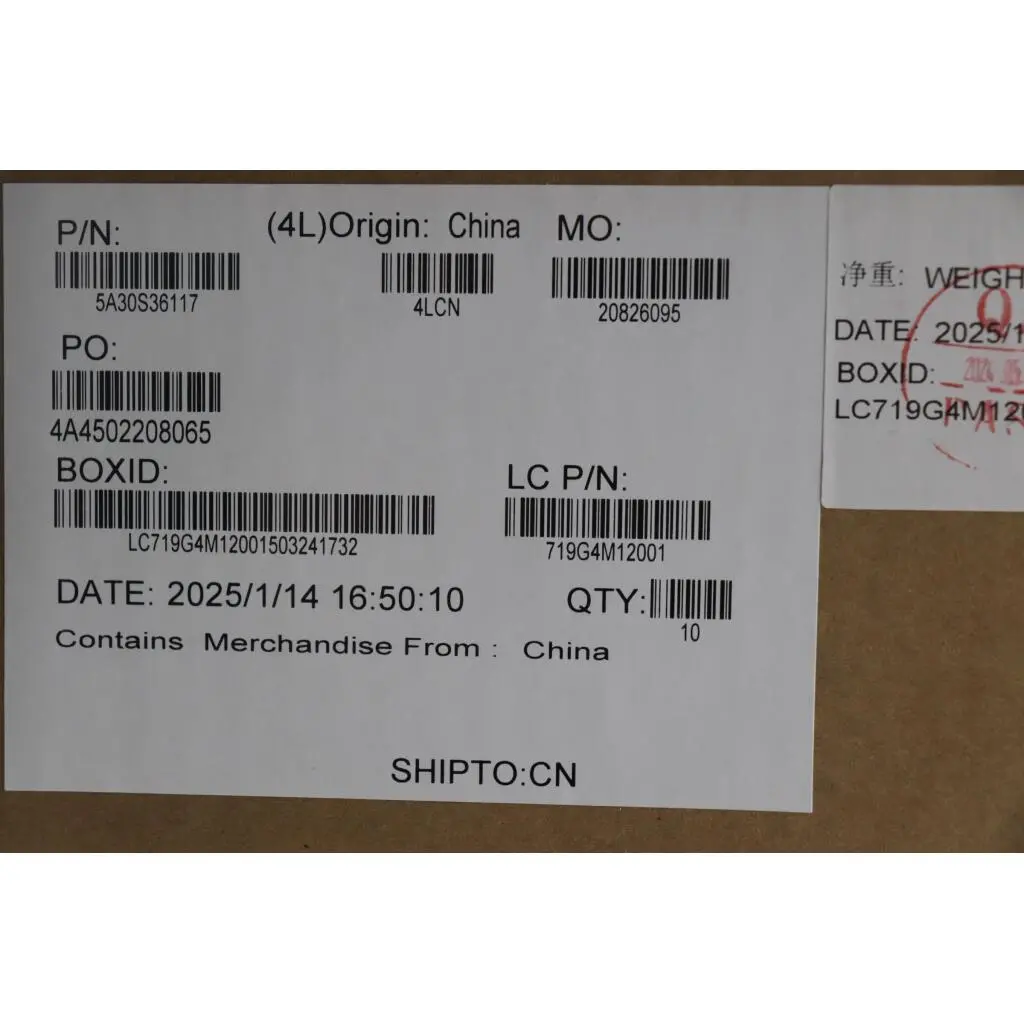 P/N:
(4L)Origin: China
MO:
5A30S36117
4LCN
20826095
PO:
4A4502208065
BOXID:
LC P/N:
LC719G4M12001503241732
719G4M12001
DATE: 2025/1/14 16:50:10
QTY:
10
Contains Merchandise From : China
SHIPTO:CN
净重: WEIGH
DATE: 2025/1
BOXID:
LC719G4M12
Q